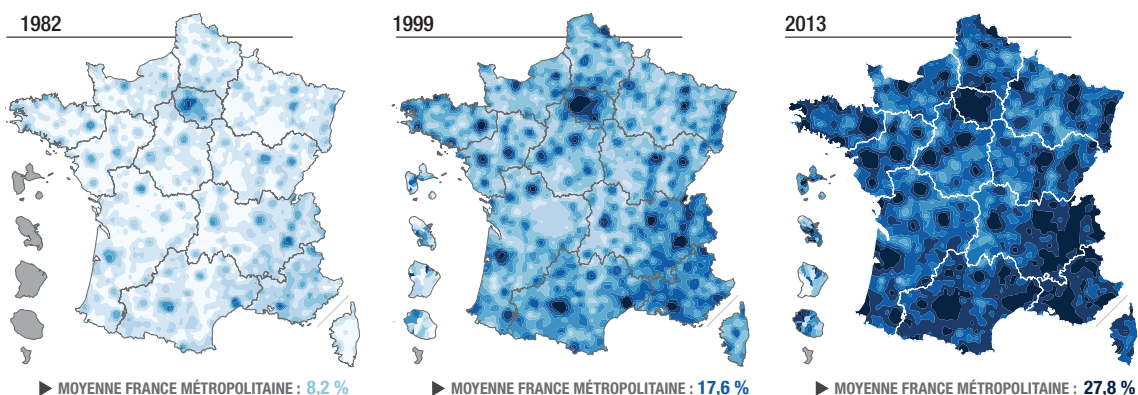 1982
1999
2013
▶ MOYENNE FRANCE MÉTROPOLITAINE : 8,2 %
▶ MOYENNE FRANCE MÉTROPOLITAINE : 17,6 %
▶ MOYENNE FRANCE MÉTROPOLITAINE : 27,8 %